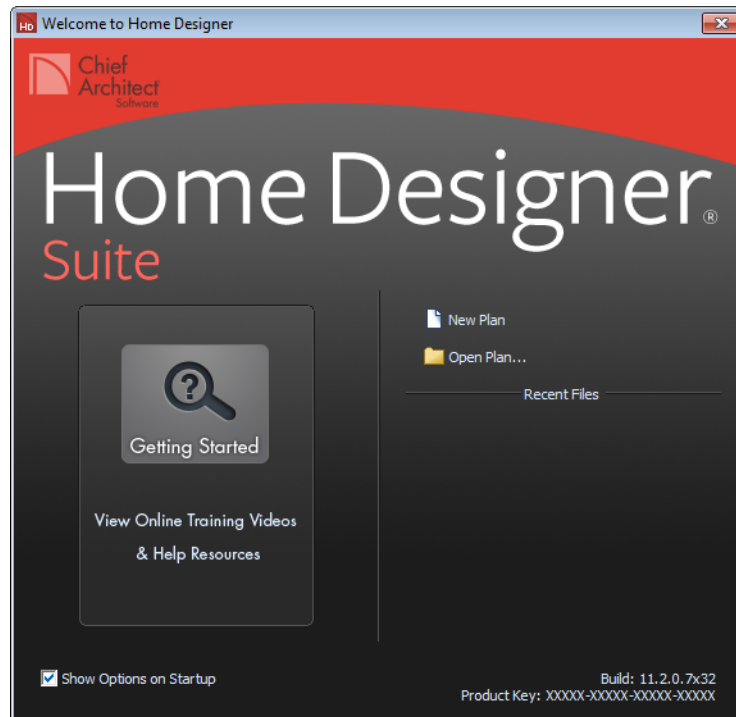 HD Welcome to Home Designer
Chief
Architect
Software
Home Designer®
Suite
New Plan
Open Plan...
Recent Files
Getting Started
View Online Training Videos
& Help Resources
Show Options on Startup
Build: 11.2.0.7x32
Product Key: XXXXX-XXXXX-XXXXX-XXXXX